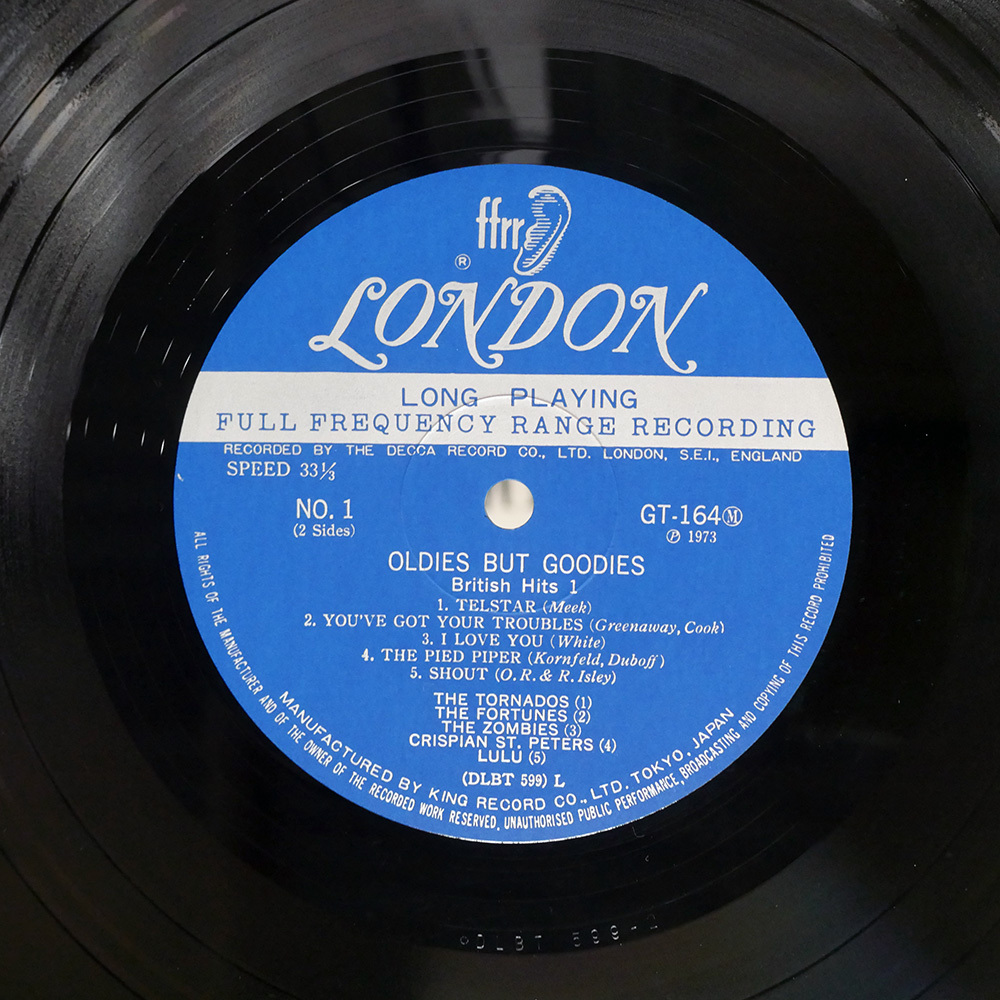 ffrr
®
LONDON
LONG PLAYING
FULL FREQUENCY RANGE RECORDING
RECORDED BY THE DECCA RECORD CO., LTD. LONDON, S.E.I., ENGLAND
SPEED 33⅓
NO. 1
(2 Sides)
GT-164Ⓜ
℗ 1973
OLDIES BUT GOODIES
British Hits 1
1. TELSTAR (Meek)
2. YOU'VE GOT YOUR TROUBLES (Greenaway, Cook)
3. I LOVE YOU (White)
4. THE PIED PIPER (Kornfeld, Duboff)
5. SHOUT (O. R. & R. Isley)
THE TORNADOS (1)
THE FORTUNES (2)
THE ZOMBIES (3)
CRISPIAN ST. PETERS (4)
LULU (5)
(DLBT 599) L
MANUFACTURED BY KING RECORD CO., LTD. TOKYO, JAPAN
ALL RIGHTS OF THE MANUFACTURER AND OF THE OWNER OF THE RECORDED WORK RESERVED. UNAUTHORISED PUBLIC PERFORMANCE, BROADCASTING AND COPYING OF THIS RECORD PROHIBITED
DLBT 599-